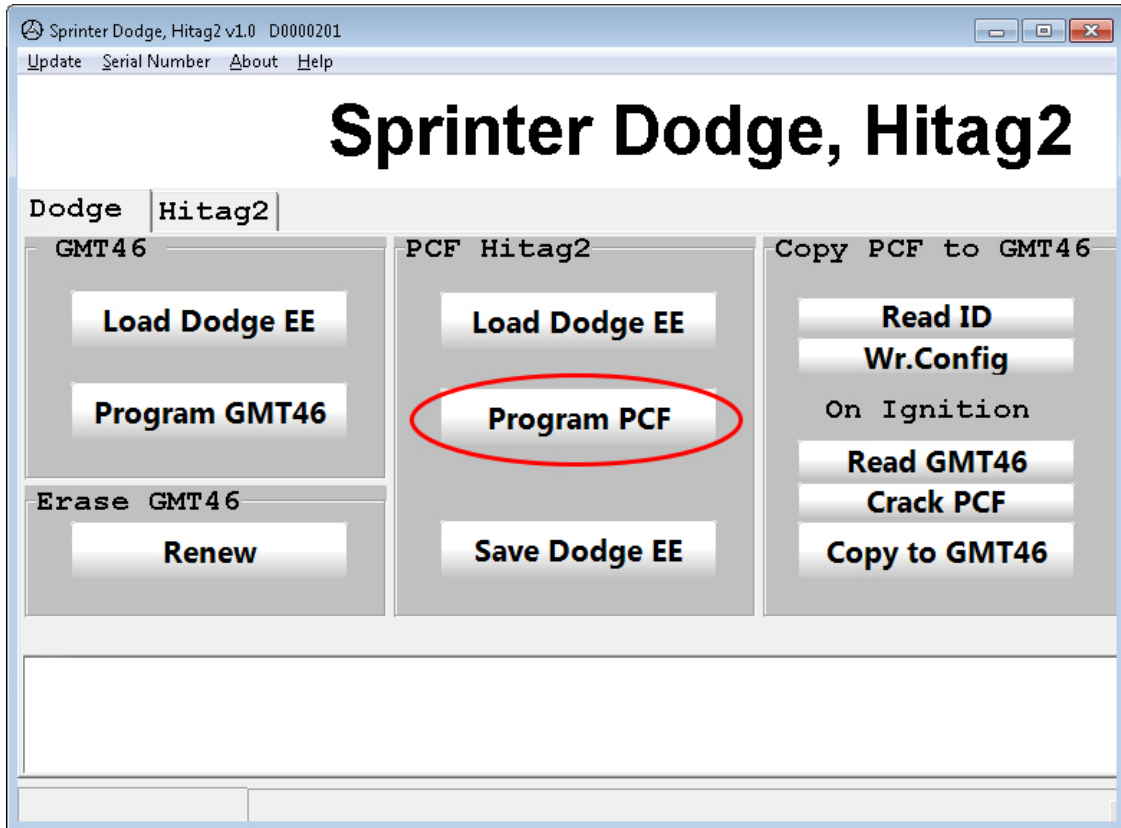 Sprinter Dodge, Hitag2 v1.0 D0000201
Update Serial Number About Help
Sprinter Dodge, Hitag2
Dodge Hitag2
GMT46
Load Dodge EE
Program GMT46
Erase GMT46
Renew
PCF Hitag2
Load Dodge EE
Program PCF
Save Dodge EE
Copy PCF to GMT46
Read ID
Wr.Config
On Ignition
Read GMT46
Crack PCF
Copy to GMT46